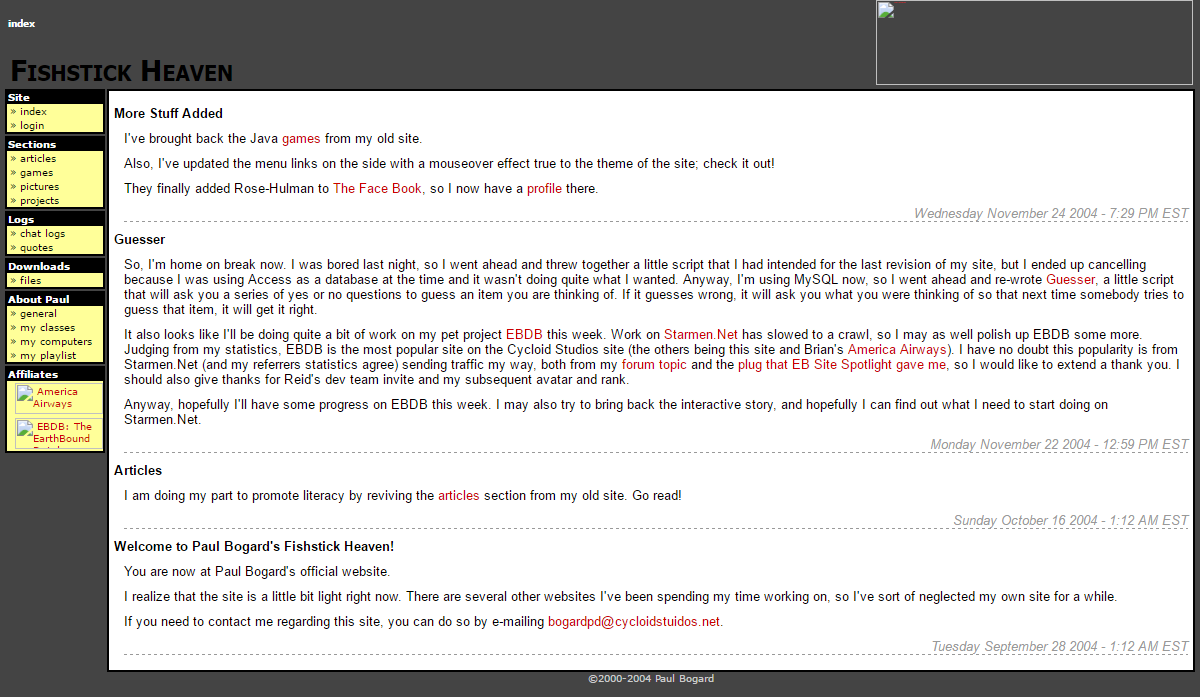 index
Fishstick Heaven
Site
» index
» login
Sections
» articles
» games
» pictures
» projects
Logs
» chat logs
» quotes
Downloads
» files
About Paul
» general
» my classes
» my computers
» my playlist
Affiliates
America
Airways
EBDB: The
EarthBound
More Stuff Added
I've brought back the Java games from my old site.
Also, I've updated the menu links on the side with a mouseover effect true to the theme of the site; check it out!
They finally added Rose-Hulman to The Face Book, so I now have a profile there.
Wednesday November 24 2004 - 7:29 PM EST
Guesser
So, I'm home on break now. I was bored last night, so I went ahead and threw together a little script that I had intended for the last revision of my site, but I ended up cancelling
because I was using Access as a database at the time and it wasn't doing quite what I wanted. Anyway, I'm using MySQL now, so I went ahead and re-wrote Guesser, a little script
that will ask you a series of yes or no questions to guess an item you are thinking of. If it guesses wrong, it will ask you what you were thinking of so that next time somebody tries to
guess that item, it will get it right.
It also looks like I'll be doing quite a bit of work on my pet project EBDB this week. Work on Starmen.Net has slowed to a crawl, so I may as well polish up EBDB some more.
Judging from my statistics, EBDB is the most popular site on the Cycloid Studios site (the others being this site and Brian's America Airways). I have no doubt this popularity is from
Starmen.Net (and my referrers statistics agree) sending traffic my way, both from my forum topic and the plug that EB Site Spotlight gave me, so I would like to extend a thank you. I
should also give thanks for Reid's dev team invite and my subsequent avatar and rank.
Anyway, hopefully I'll have some progress on EBDB this week. I may also try to bring back the interactive story, and hopefully I can find out what I need to start doing on
Starmen.Net.
Monday November 22 2004 - 12:59 PM EST
Articles
I am doing my part to promote literacy by reviving the articles section from my old site. Go read!
Sunday October 16 2004 - 1:12 AM EST
Welcome to Paul Bogard's Fishstick Heaven!
You are now at Paul Bogard's official website.
I realize that the site is a little bit light right now. There are several other websites I've been spending my time working on, so I've sort of neglected my own site for a while.
If you need to contact me regarding this site, you can do so by e-mailing bogardpd@cycloidstuidos.net.
Tuesday September 28 2004 - 1:12 AM EST
©2000-2004 Paul Bogard